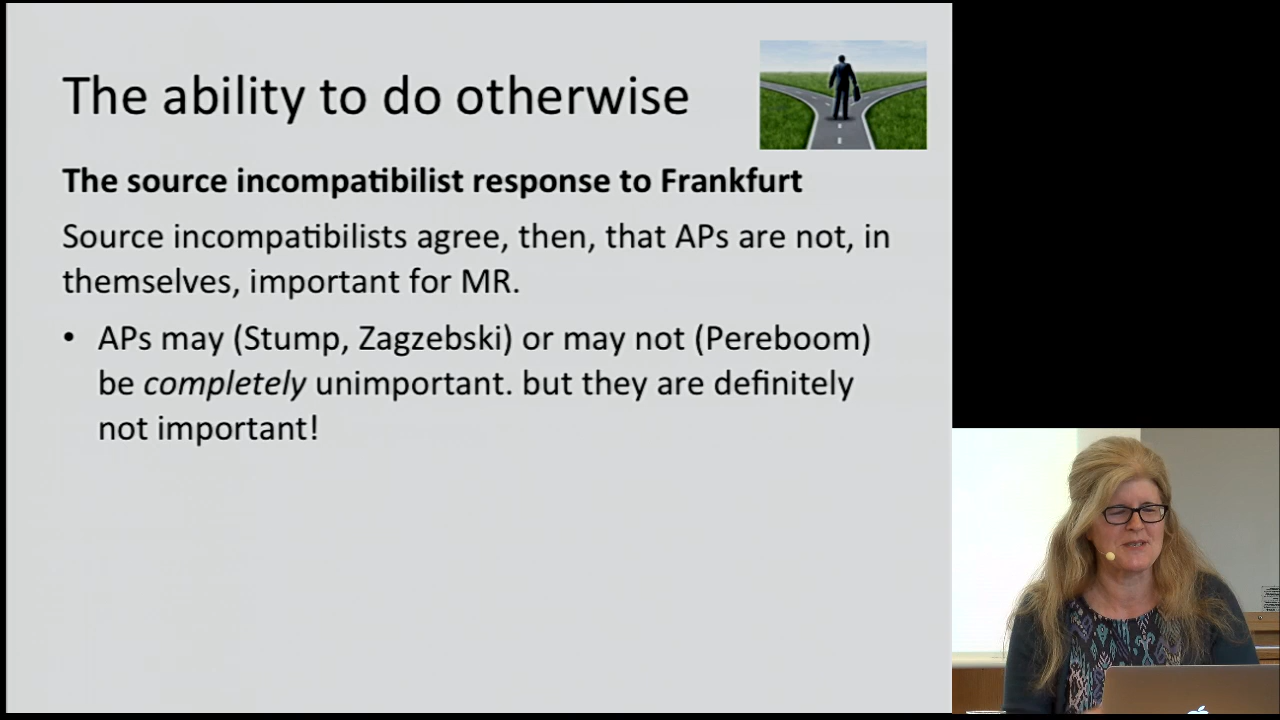 The ability to do otherwise
The source incompatibilist response to Frankfurt
Source incompatibilists agree, then, that APs are not, in
themselves, important for MR.
• APs may (Stump, Zagzebski) or may not (Pereboom)
be completely unimportant. but they are definitely
not important!